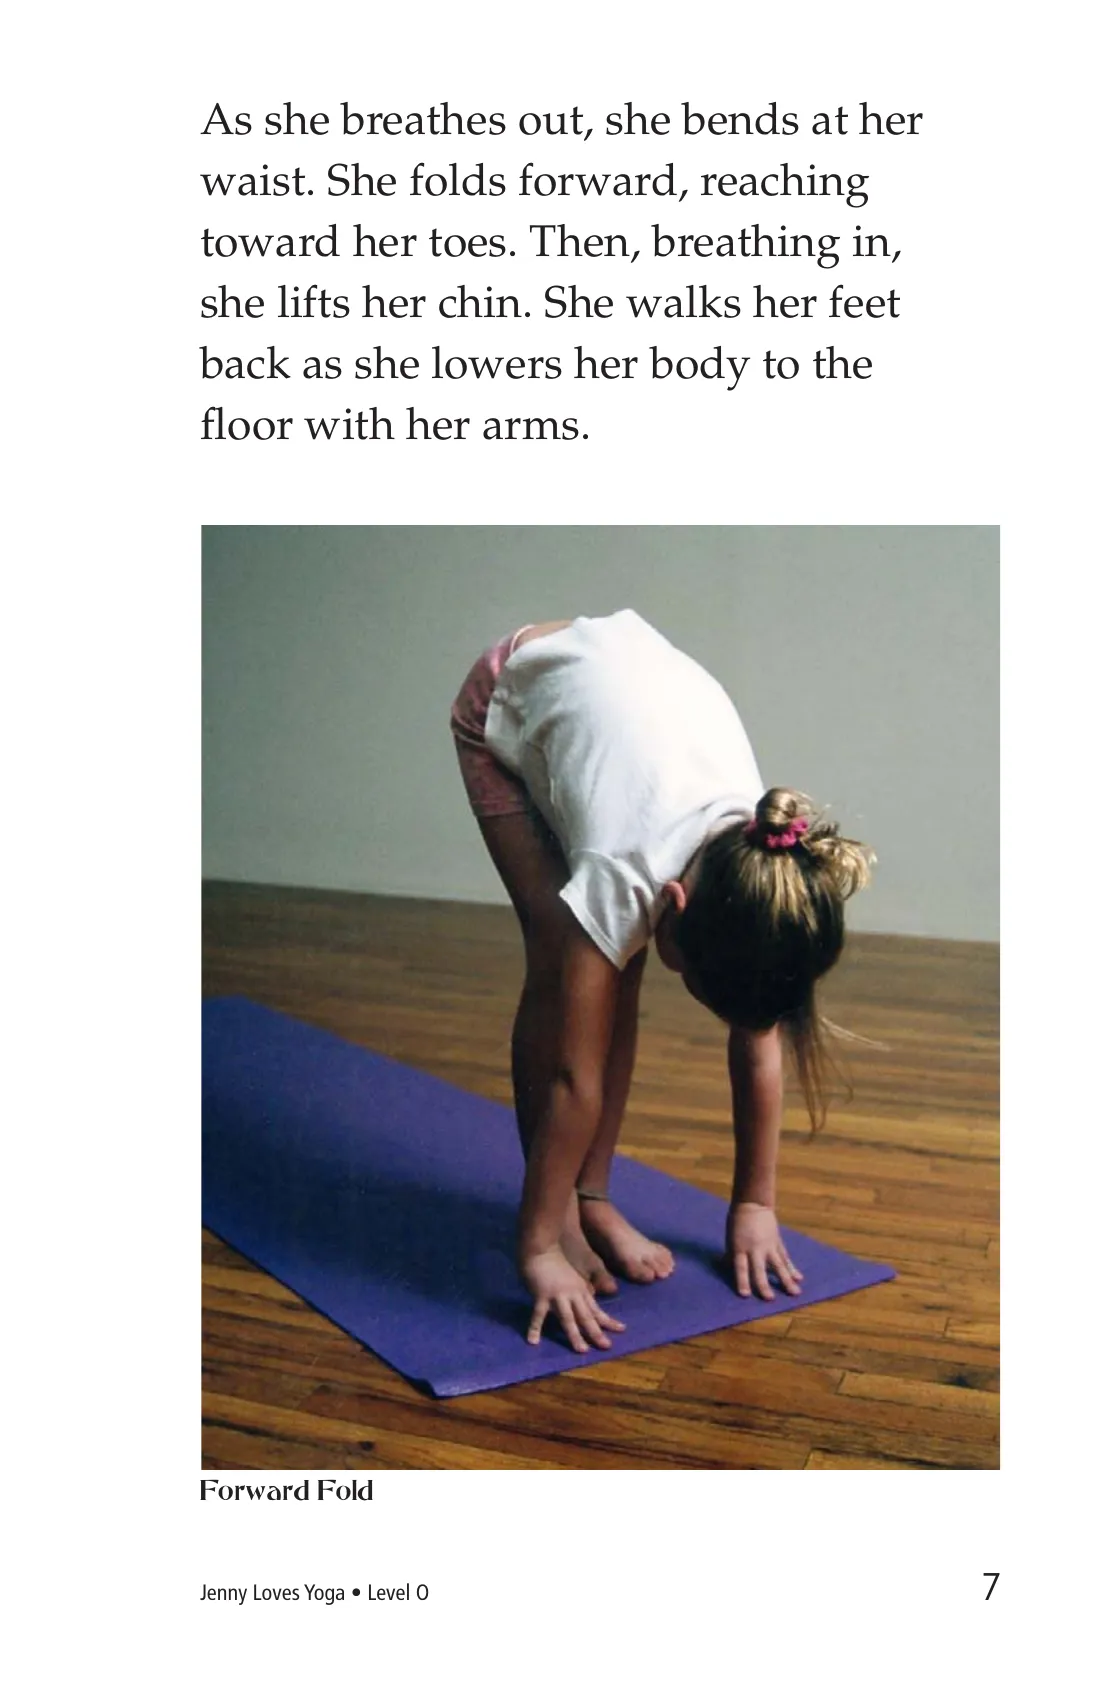 As she breathes out, she bends at her
waist. She folds forward, reaching
toward her toes. Then, breathing in,
she lifts her chin. She walks her feet
back as she lowers her body to the
floor with her arms.
Forward Fold
Jenny Loves Yoga • Level O
7